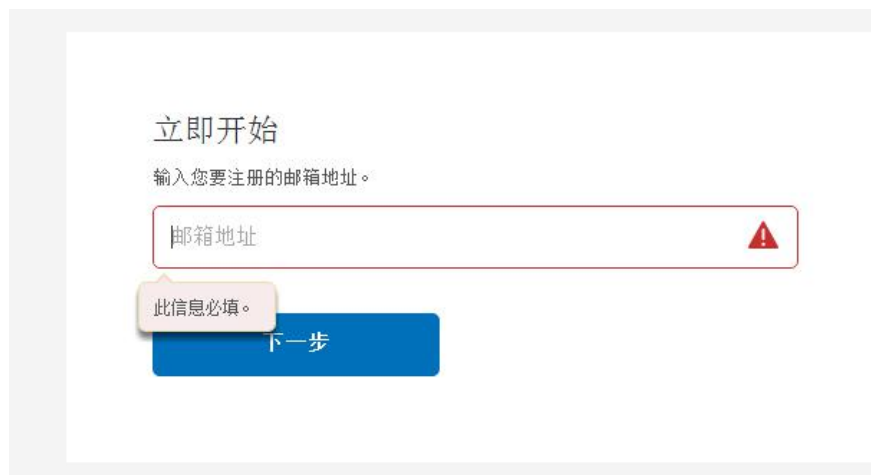 立即开始
输入您要注册的邮箱地址。
邮箱地址
此信息必填。
下一步